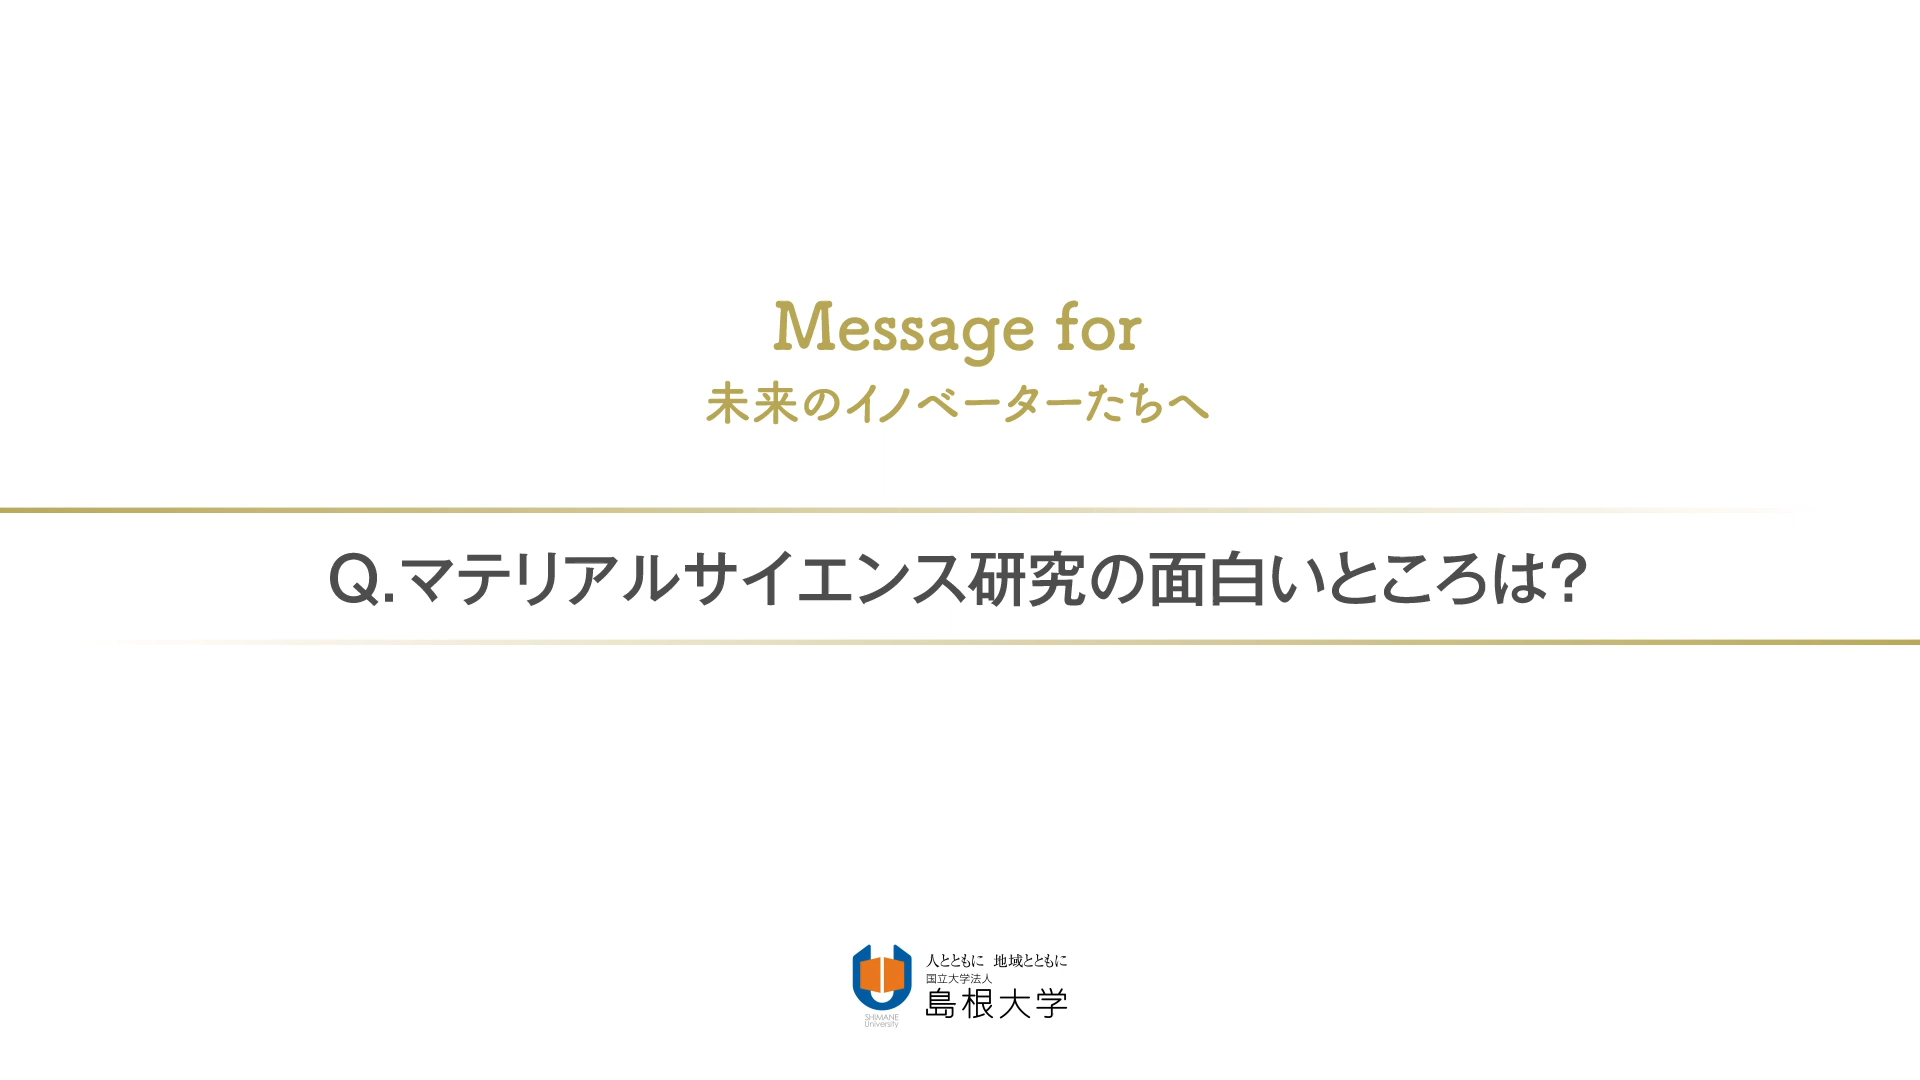 Message for
未来のイノベーターたちへ
Q.マテリアルサイエンス研究の面白いところは?
人とともに 地域とともに
国立大学法人
島根大学
SHIMANE
University